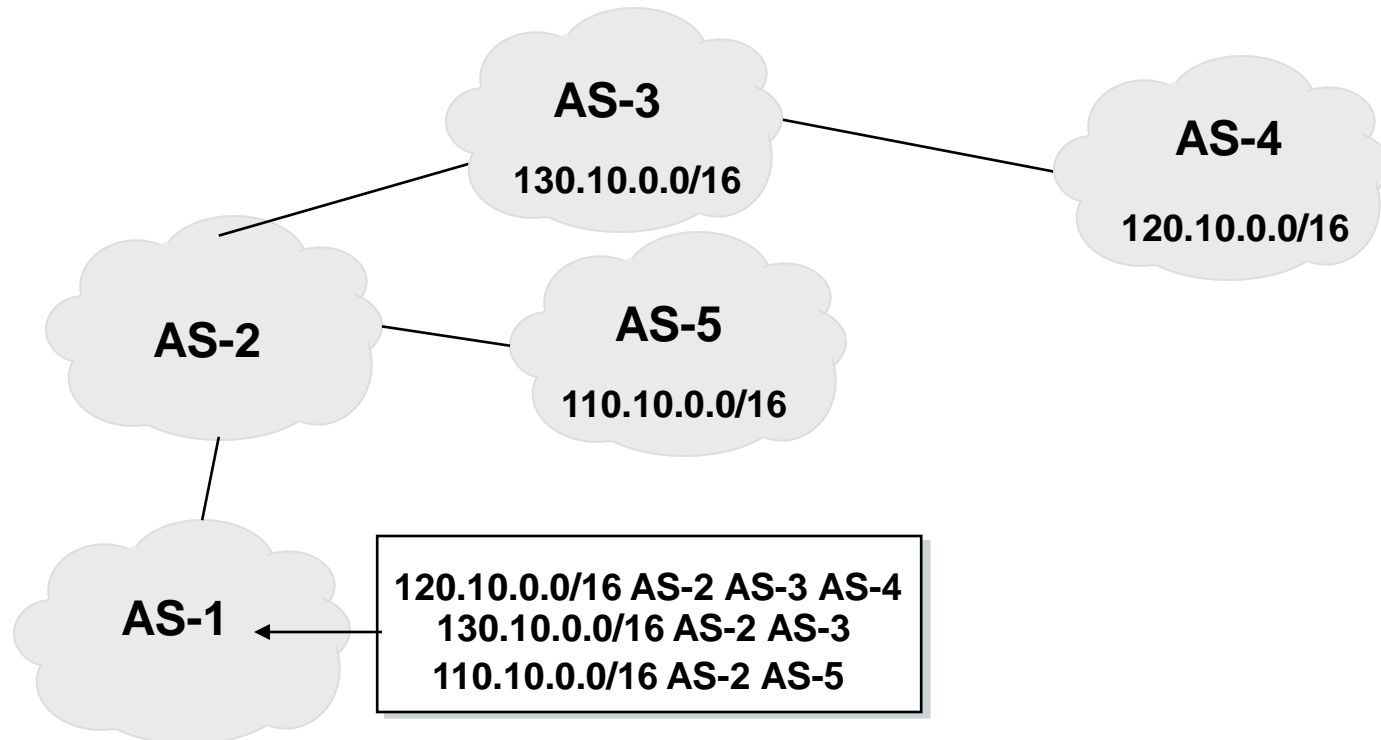 AS-3
130.10.0.0/16
AS-4
120.10.0.0/16
AS-2
AS-5
110.10.0.0/16
AS-1
120.10.0.0/16 AS-2 AS-3 AS-4
130.10.0.0/16 AS-2 AS-3
110.10.0.0/16 AS-2 AS-5